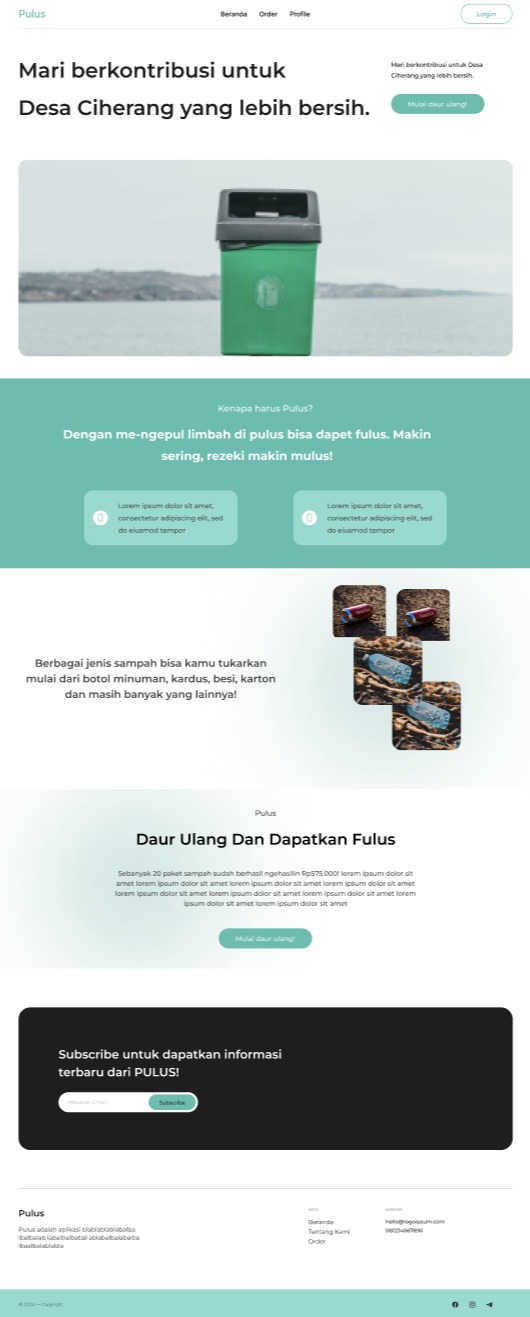 Pulus
Beranda Order Profile
Login
Mari berkontribusi untuk
Desa Ciherang yang lebih bersih.
Mari berkontribusi untuk Desa
Ciherang yang lebih bersih.
Mulai daur ulang!
Kenapa harus Pulus?
Dengan me-ngepul limbah di pulus bisa dapet fulus. Makin
sering, rezeki makin mulus!
Lorem ipsum dolor sit amet,
consectetur adipiscing elit, sed
do eiusmod tempor
Lorem ipsum dolor sit amet,
consectetur adipiscing elit, sed
do eiusmod tempor
Berbagai jenis sampah bisa kamu tukarkan
mulai dari botol minuman, kardus, besi, karton
dan masih banyak yang lainnya!
Pulus
Daur Ulang Dan Dapatkan Fulus
Sebanyak 20 paket sampah sudah berhasil ngehasilin Rp575.000! lorem ipsum dolor sit
amet lorem ipsum dolor sit amet lorem ipsum dolor sit amet lorem ipsum dolor sit amet
lorem ipsum dolor sit amet lorem ipsum dolor sit amet lorem ipsum dolor sit amet lorem
ipsum dolor sit amet lorem ipsum dolor sit amet
Mulai daur ulang!
Subscribe untuk dapatkan informasi
terbaru dari PULUS!
Masukan Email
Subscribe
Pulus
Pulus adalah aplikasi
Beranda
Tentang Kami
Order
hello@logoipsum.com
081234567890
Copyright